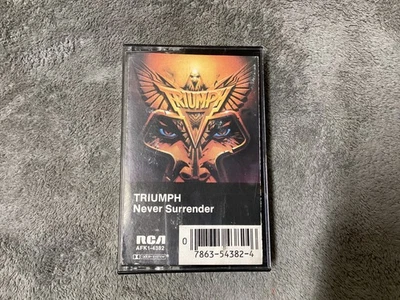 TRIUMPH
TRIUMPH
Never Surrender
RCA
AFK1-4382
0
7863-54382-4